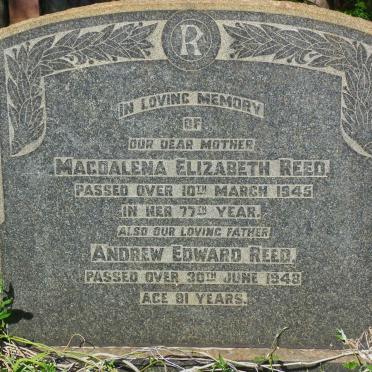 R
IN LOVING MEMORY
OF
OUR DEAR MOTHER
MAGDALENA ELIZABETH REED,
PASSED OVER 10TH MARCH 1945
IN HER 77TH YEAR.
ALSO OUR LOVING FATHER
ANDREW EDWARD REED,
PASSED OVER 30TH JUNE 1948
AGE 81 YEARS.